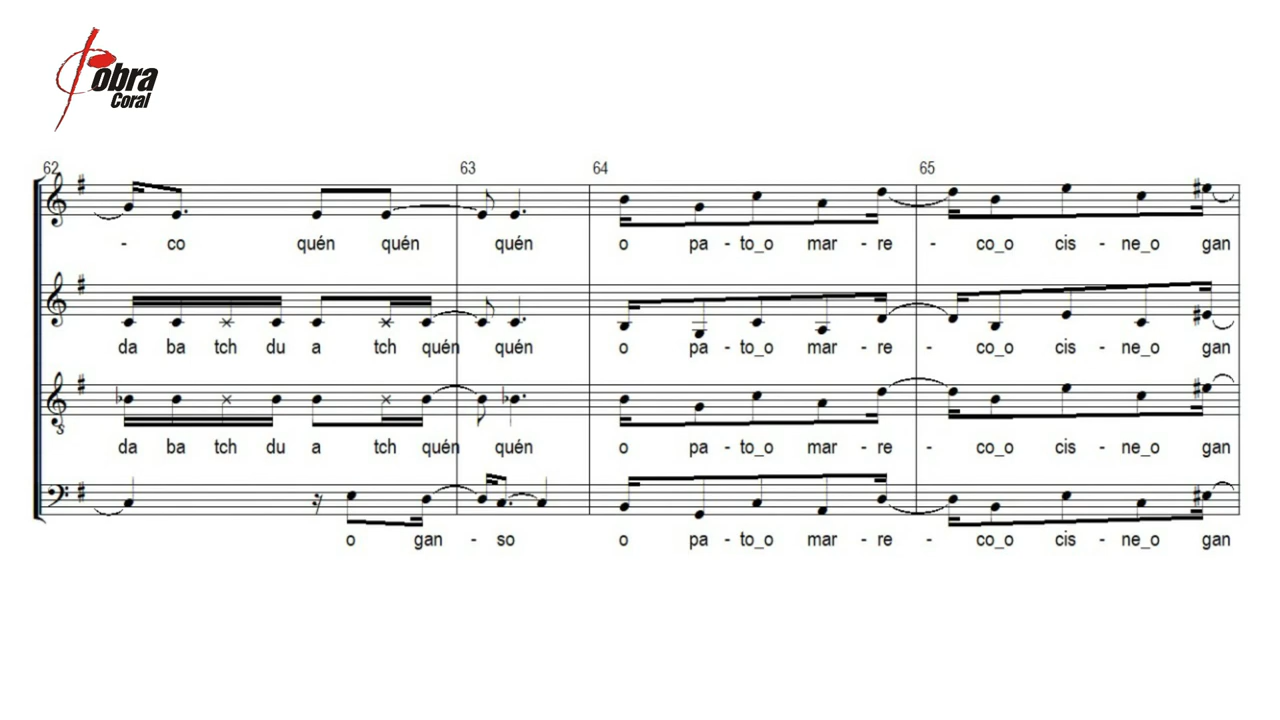 obra
Coral
62 63 64 65
- co quén quén quén o pa - to_o mar - re - co_o cis - ne_o gan
da ba tch du a tch quén quén o pa - to_o mar - re - co_o cis - ne_o gan
8
da ba tch du a tch quén quén o pa - to_o mar - re - co_o cis - ne_o gan
o gan - so o pa - to_o mar - re - co_o cis - ne_o gan